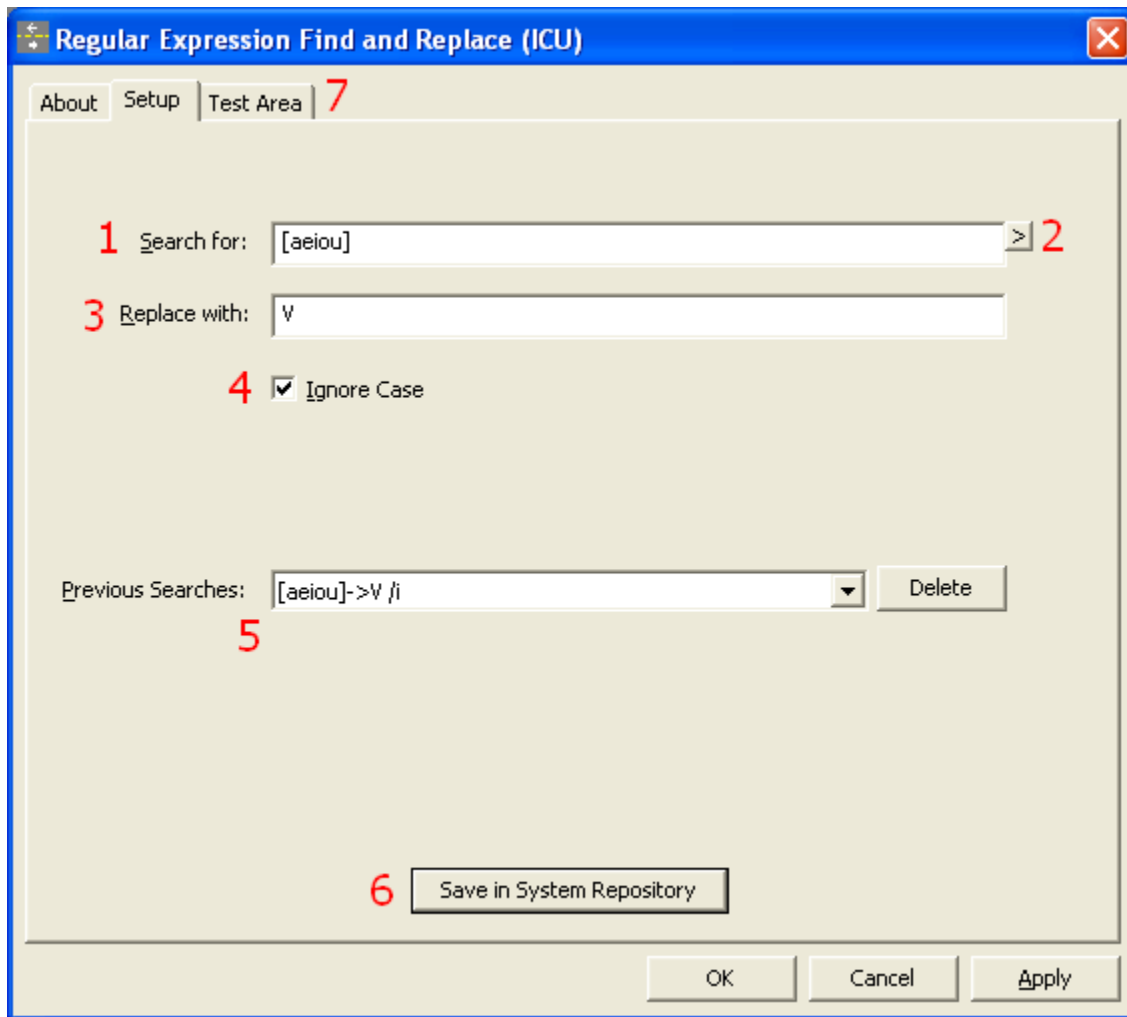 Regular Expression Find and Replace (ICU)
About Setup Test Area 7
1 Search for: [aeiou] > 2
3 Replace with: V
4 Ignore Case
Previous Searches: [aeiou]->V /i Delete
5
6 Save in System Repository
OK Cancel Apply